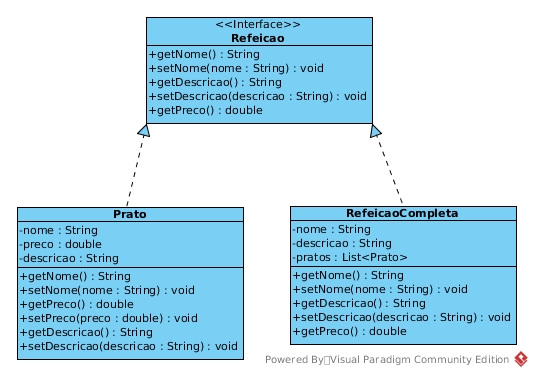 <<Interface>>
Refeicao
+getNome() : String
+setNome(nome : String) : void
+getDescricao() : String
+setDescricao(descricao : String) : void
+getPreco() : double
Prato
-nome : String
-preco : double
-descricao : String
+getNome() : String
+setNome(nome : String) : void
+getPreco() : double
+setPreco(preco : double) : void
+getDescricao() : String
+setDescricao(descricao : String) : void
RefeicaoCompleta
-nome : String
-descricao : String
-pratos : List<Prato>
+getNome() : String
+setNome(nome : String) : void
+getDescricao() : String
+setDescricao(descricao : String) : void
+getPreco() : double
Powered By Visual Paradigm Community Edition